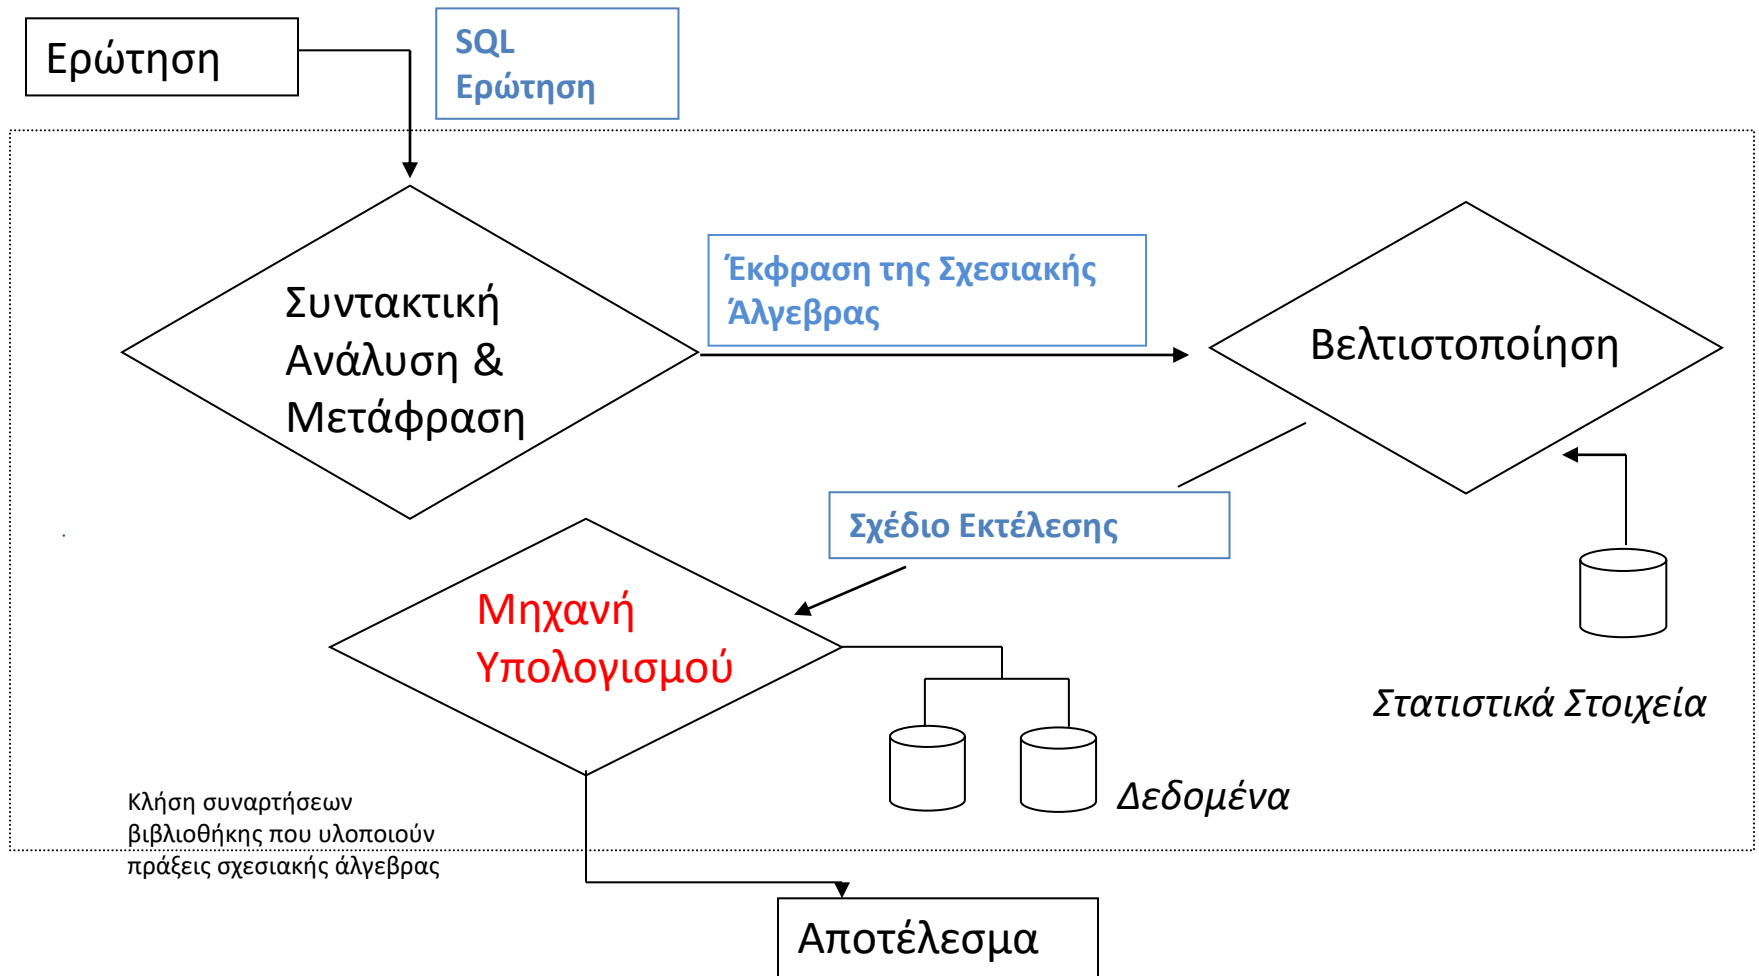 Ερώτηση
SQL
Ερώτηση
Συντακτική
Ανάλυση &
Μετάφραση
Έκφραση της Σχεσιακής
Άλγεβρας
Βελτιστοποίηση
Σχέδιο Εκτέλεσης
Μηχανή
Υπολογισμού
Στατιστικά Στοιχεία
Δεδομένα
Κλήση συναρτήσεων
βιβλιοθήκης που υλοποιούν
πράξεις σχεσιακής άλγεβρας
Αποτέλεσμα